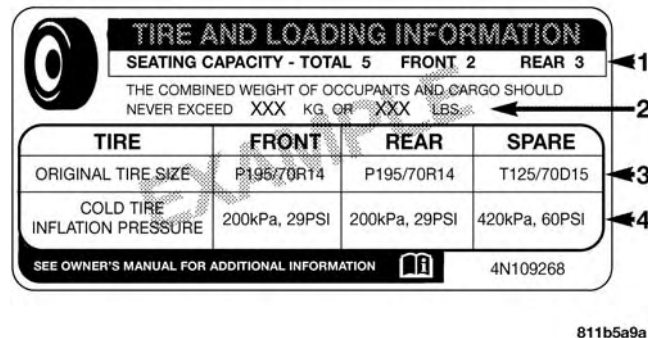 TIRE AND LOADING INFORMATION
SEATING CAPACITY - TOTAL 5 FRONT 2 REAR 3
1
THE COMBINED WEIGHT OF OCCUPANTS AND CARGO SHOULD
NEVER EXCEED XXX KG OR XXX LBS.
2
EXAMPLE
TIRE FRONT REAR SPARE
ORIGINAL TIRE SIZE P195/70R14 P195/70R14 T125/70D15
3
COLD TIRE
INFLATION PRESSURE 200kPa, 29PSI 200kPa, 29PSI 420kPa, 60PSI
4
SEE OWNER'S MANUAL FOR ADDITIONAL INFORMATION 4N109268
811b5a9a